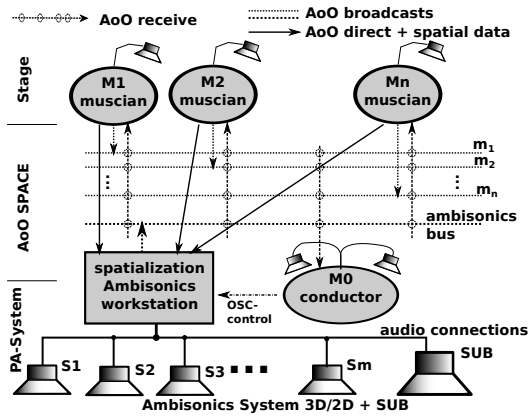 AoO receive
AoO broadcasts
AoO direct + spatial data
Stage
M1
muscian
M2
muscian
Mn
muscian
AoO SPACE
m1
m2
...
...
mn
ambisonics
bus
spatialization
Ambisonics
workstation
OSC-
control
M0
conductor
PA-System
audio connections
S1
S2
S3
...
Sm
SUB
Ambisonics System 3D/2D + SUB